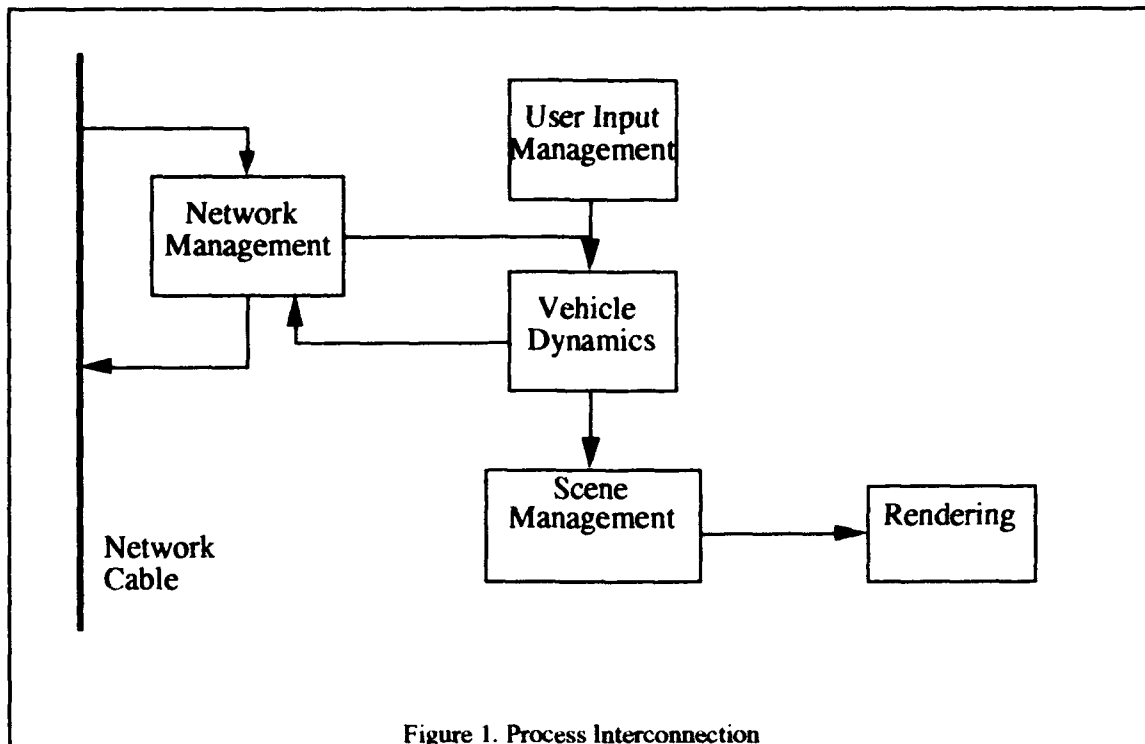 User Input
Management
Network
Management
Vehicle
Dynamics
Scene
Management
Rendering
Network
Cable
Figure 1. Process Interconnection